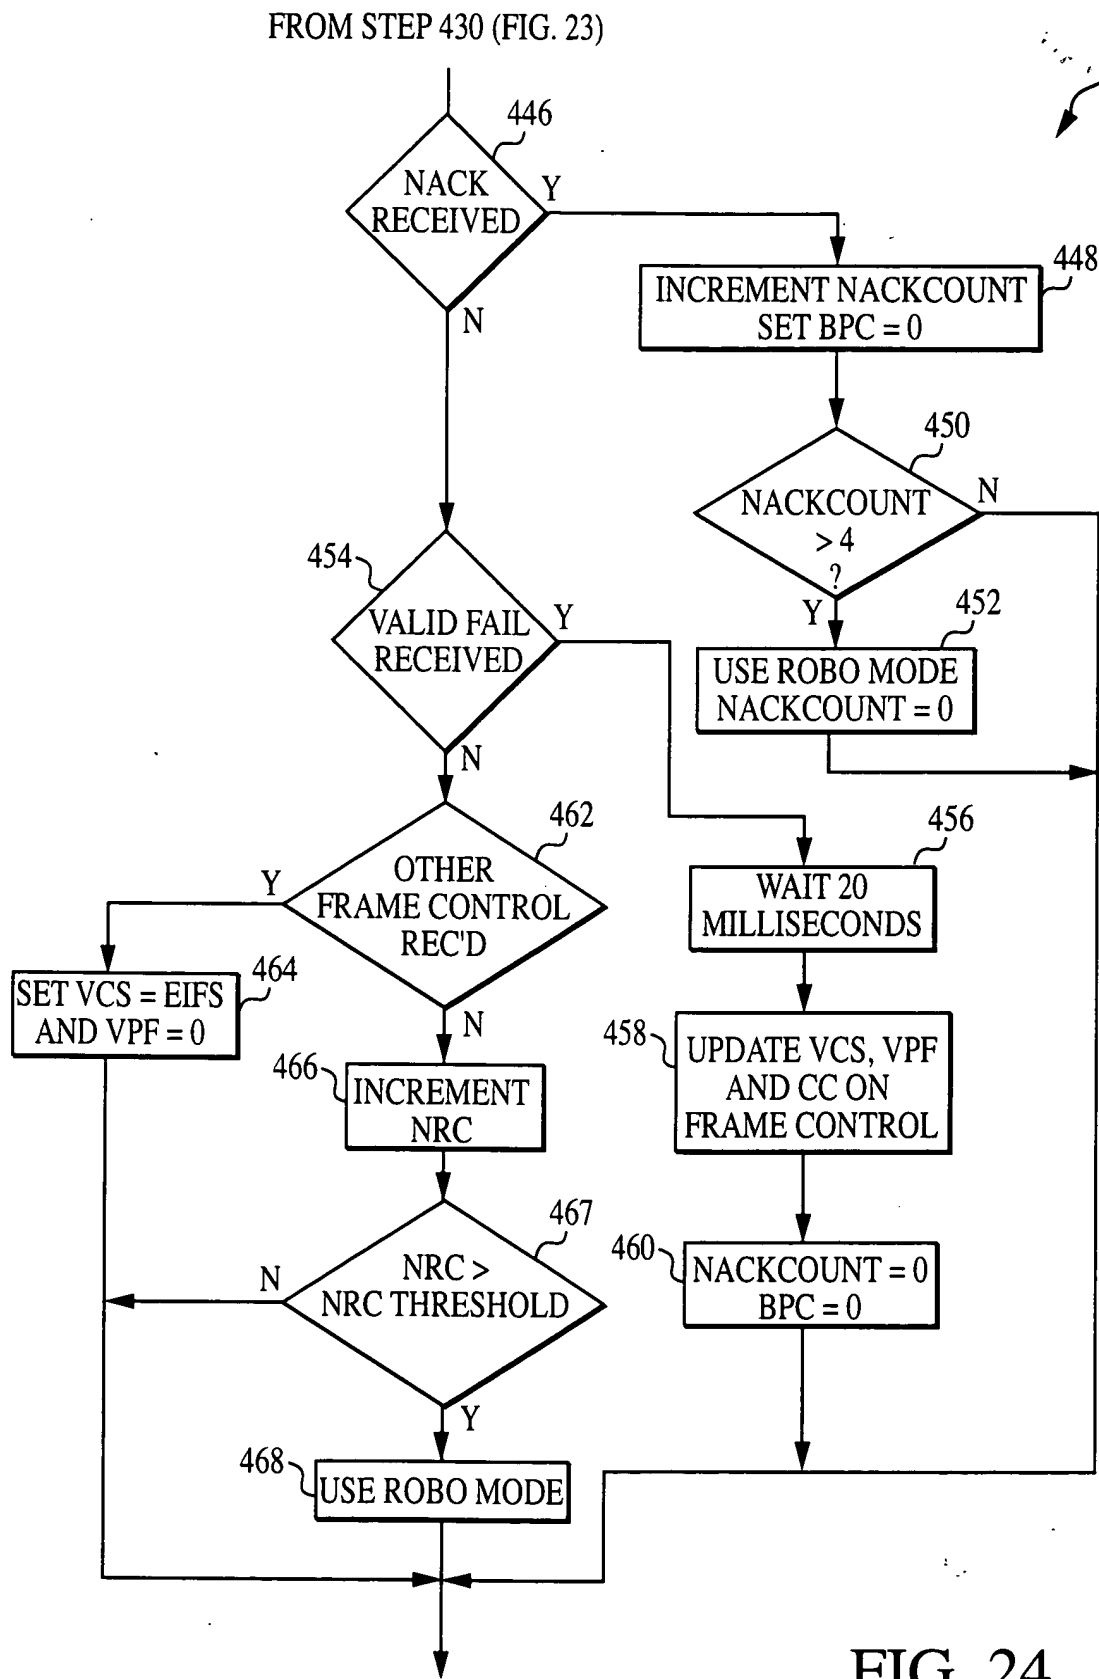 FROM STEP 430 (FIG. 23)
446
NACK
RECEIVED
Y
N
448
INCREMENT NACKCOUNT
SET BPC = 0
450
NACKCOUNT
> 4
?
N
Y
452
USE ROBO MODE
NACKCOUNT = 0
454
VALID FAIL
RECEIVED
Y
N
456
WAIT 20
MILLISECONDS
458
UPDATE VCS, VPF
AND CC ON
FRAME CONTROL
460
NACKCOUNT = 0
BPC = 0
462
OTHER
FRAME CONTROL
REC'D
Y
N
464
SET VCS = EIFS
AND VPF = 0
466
INCREMENT
NRC
467
NRC >
NRC THRESHOLD
N
Y
468
USE ROBO MODE
FIG. 24